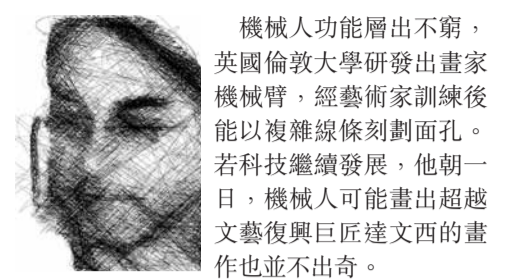 機械人功能層出不窮，
英國倫敦大學研發出畫家
機械臂，經藝術家訓練後
能以複雜線條刻劃面孔。
若科技繼續發展，他朝一
日，機械人可能畫出超越
文藝復興巨匠達文西的畫
作也並不出奇。